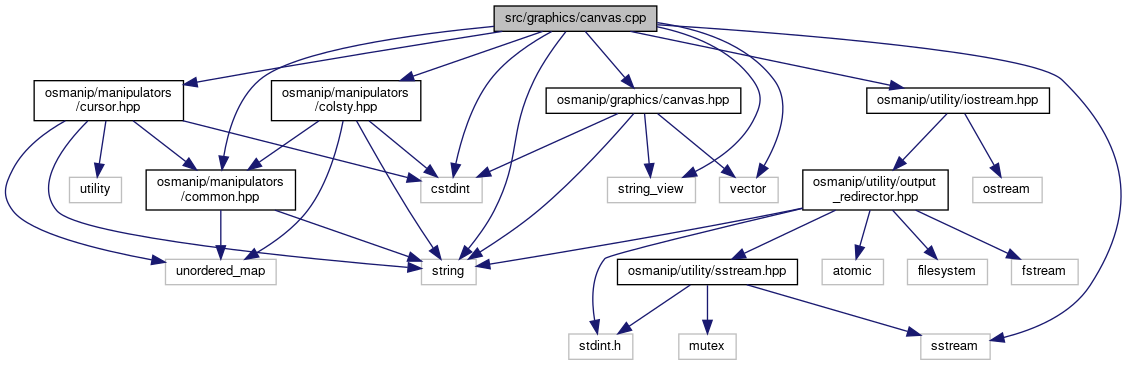 src/graphics/canvas.cpp
osmanip/manipulators
/cursor.hpp
osmanip/manipulators
/colsty.hpp
osmanip/graphics/canvas.hpp
osmanip/utility/iostream.hpp
utility
osmanip/manipulators
/common.hpp
cstdint
string_view
vector
osmanip/utility/output
_redirector.hpp
ostream
unordered_map
string
osmanip/utility/sstream.hpp
atomic
filesystem
fstream
stdint.h
mutex
sstream